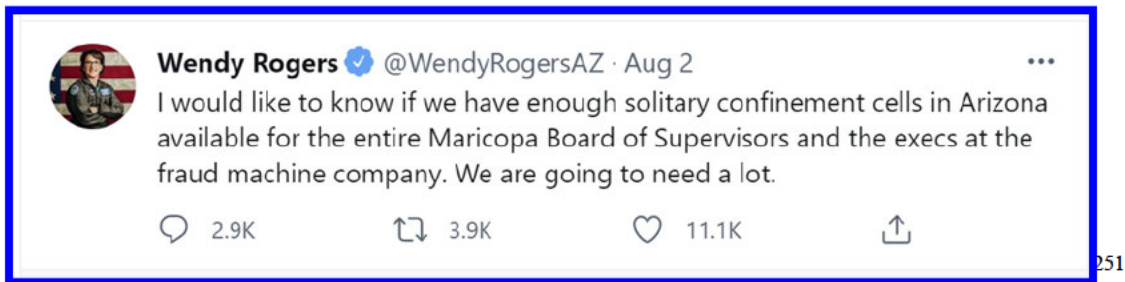 Wendy Rogers @WendyRogersAZ · Aug 2
I would like to know if we have enough solitary confinement cells in Arizona
available for the entire Maricopa Board of Supervisors and the execs at the
fraud machine company. We are going to need a lot.
2.9K 3.9K 11.1K
251